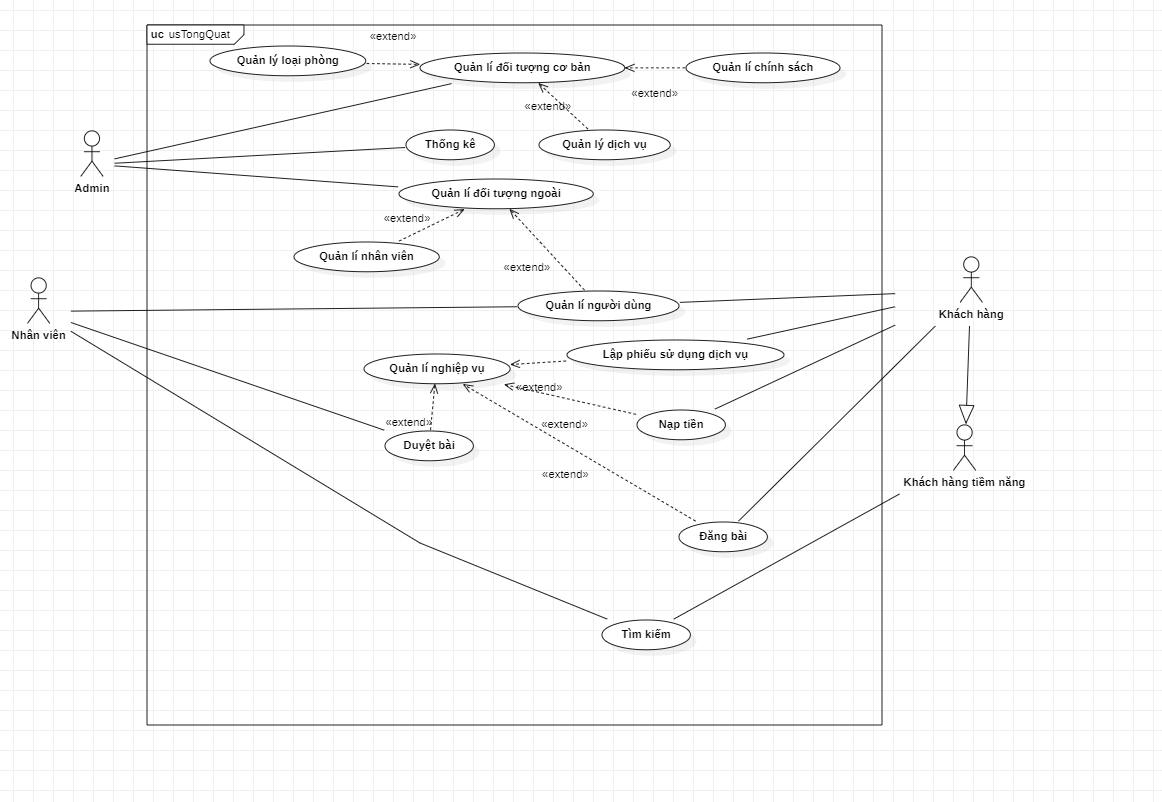 uc usTongQuat
«extend»
Quản lý loại phòng
Quản lí đối tượng cơ bản
Quản lí chính sách
«extend»
«extend»
Thống kê
Quản lý dịch vụ
Admin
Quản lí đối tượng ngoài
«extend»
Quản lí nhân viên
«extend»
Quản lí người dùng
Khách hàng
Nhân viên
Lập phiếu sử dụng dịch vụ
Quản lí nghiệp vụ
«extend»
«extend»
«extend»
Nạp tiền
Duyệt bài
«extend»
Khách hàng tiềm năng
Đăng bài
Tìm kiếm